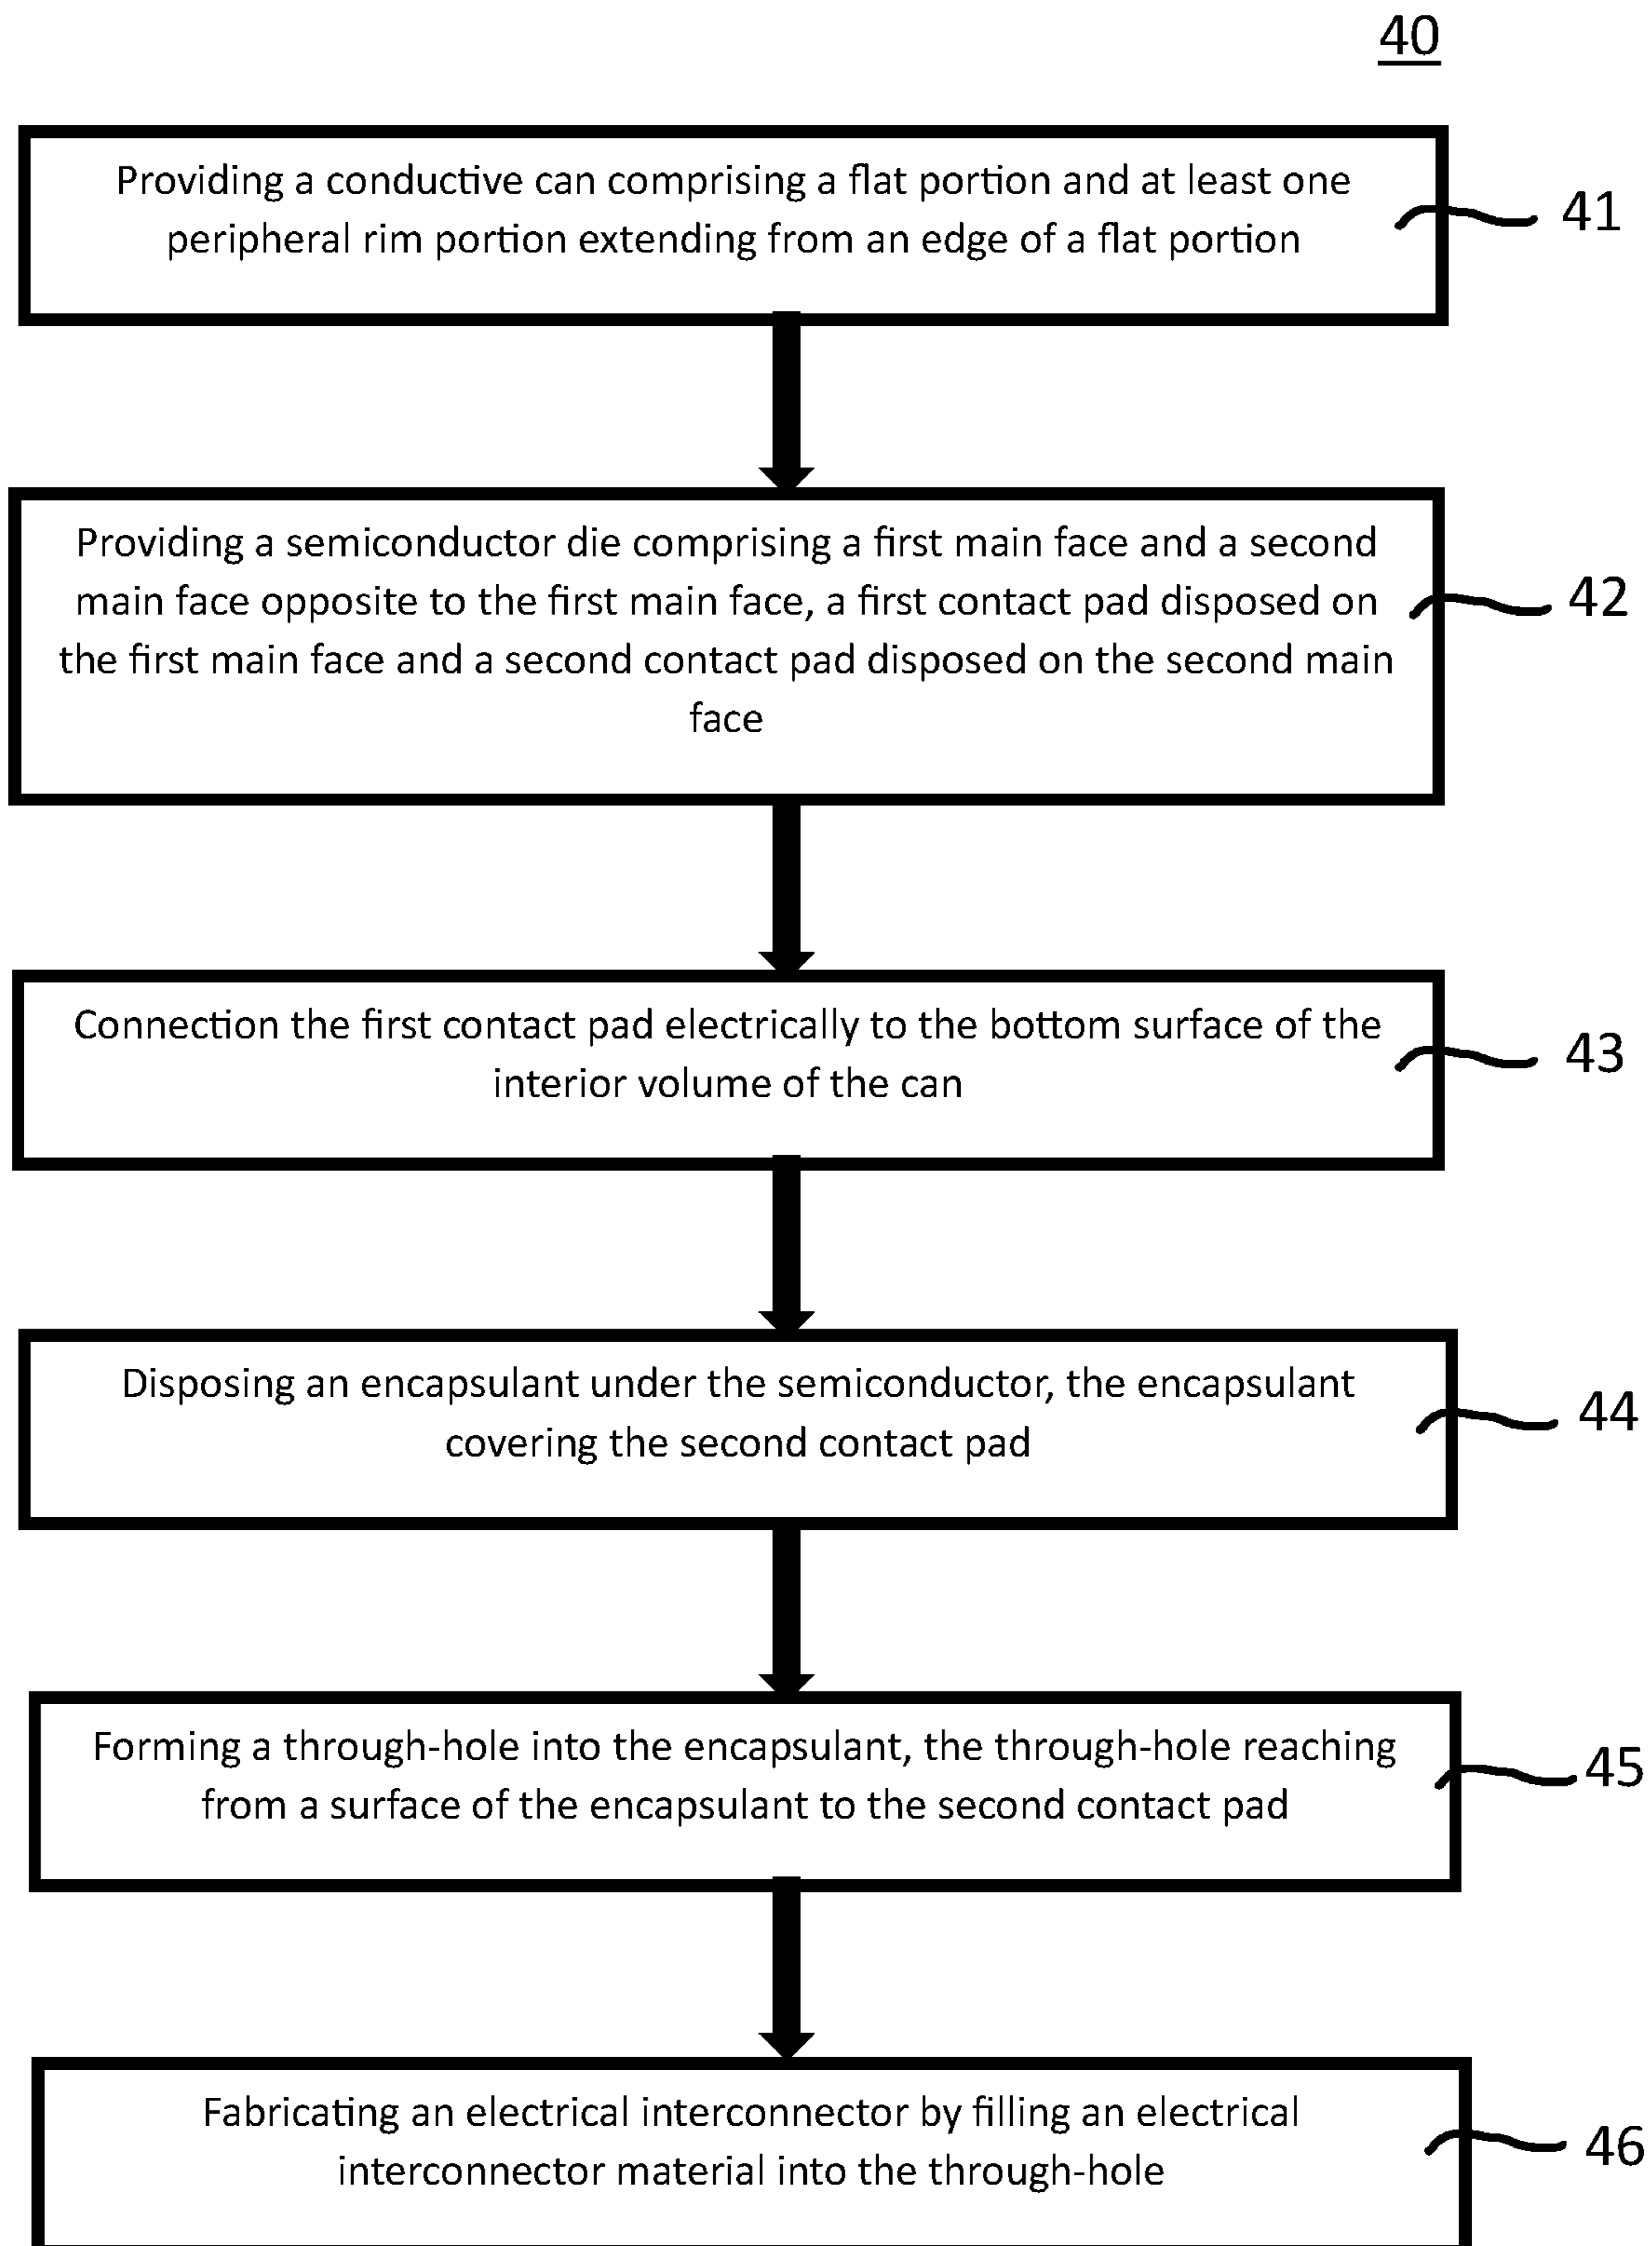 40
Providing a conductive can comprising a flat portion and at least one
peripheral rim portion extending from an edge of a flat portion
41
Providing a semiconductor die comprising a first main face and a second
main face opposite to the first main face, a first contact pad disposed on
the first main face and a second contact pad disposed on the second main
face
42
Connection the first contact pad electrically to the bottom surface of the
interior volume of the can
43
Disposing an encapsulant under the semiconductor, the encapsulant
covering the second contact pad
44
Forming a through-hole into the encapsulant, the through-hole reaching
from a surface of the encapsulant to the second contact pad
45
Fabricating an electrical interconnector by filling an electrical
interconnector material into the through-hole
46